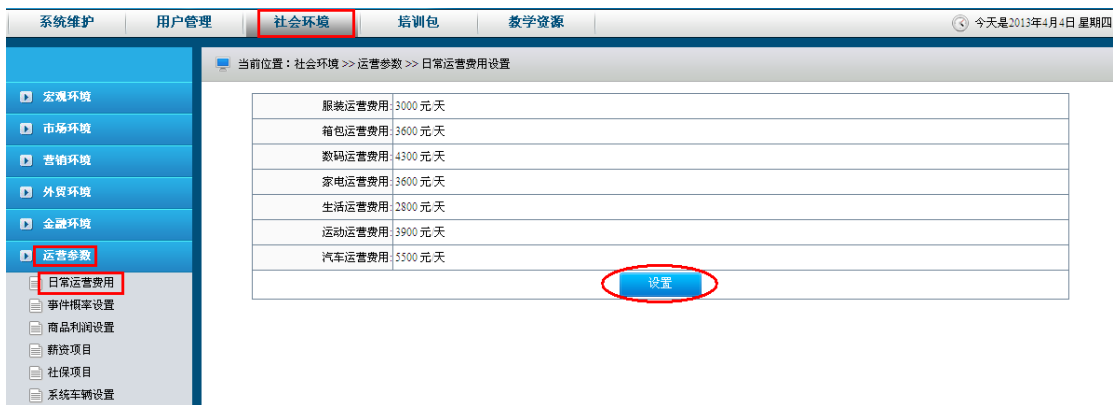 系统维护 用户管理 社会环境 培训包 教学资源 今天是2013年4月4日 星期四
当前位置：社会环境 >> 运营参数 >> 日常运营费用设置
宏观环境
市场环境
营销环境
外贸环境
金融环境
运营参数
日常运营费用
事件概率设置
商品利润设置
薪资项目
社保项目
系统车辆设置
服装运营费用: 3000 元/天
箱包运营费用: 3600 元/天
数码运营费用: 4300 元/天
家电运营费用: 3600 元/天
生活运营费用: 2800 元/天
运动运营费用: 3900 元/天
汽车运营费用: 5500 元/天
设置